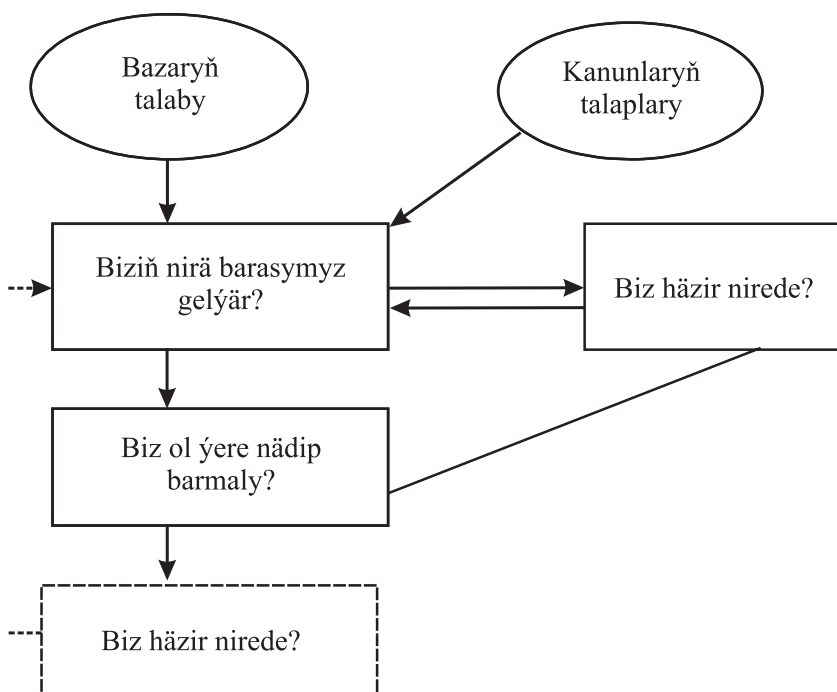 Bazaryň
talaby
Kanunlaryň
talaplary
Biziň nirä barasymyz
gelýär?
Biz häzir nirede?
Biz ol ýere nädip
barmaly?
Biz häzir nirede?